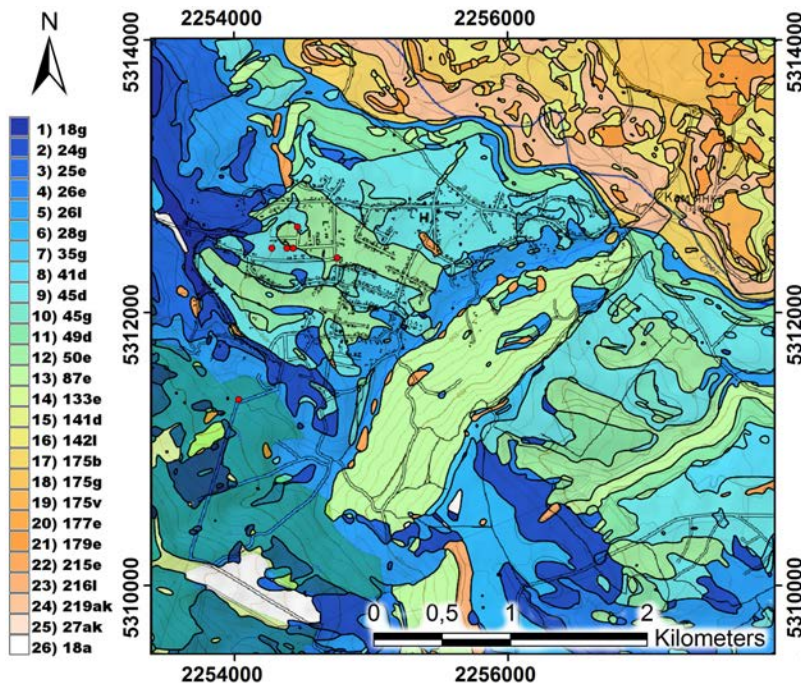 2254000 2256000
N
5314000
5314000
1) 18g
2) 24g
3) 25e
4) 26e
5) 26l
6) 28g
7) 35g
8) 41d
9) 45d
10) 45g
11) 49d
12) 50e
13) 87e
14) 133e
15) 141d
16) 142l
17) 175b
18) 175g
19) 175v
20) 177e
21) 179e
22) 215e
23) 216l
24) 219ak
25) 27ak
26) 18a
Н
5312000
5312000
5310000
5310000
0 0,5 1 2
Kilometers
2254000 2256000